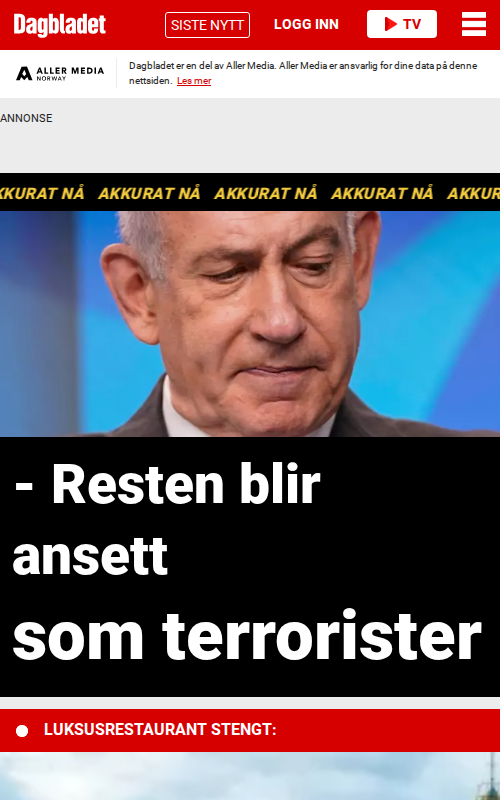 Dagbladet
SISTE NYTT
LOGG INN
TV
ALLER MEDIA
NORWAY
Dagbladet er en del av Aller Media. Aller Media er ansvarlig for dine data på denne
nettsiden. Les mer
ANNONSE
KKURAT NÅ AKKURAT NÅ AKKURAT NÅ AKKURAT NÅ AKKUR
- Resten blir
ansett
som terrorister
LUKSUSRESTAURANT STENGT: